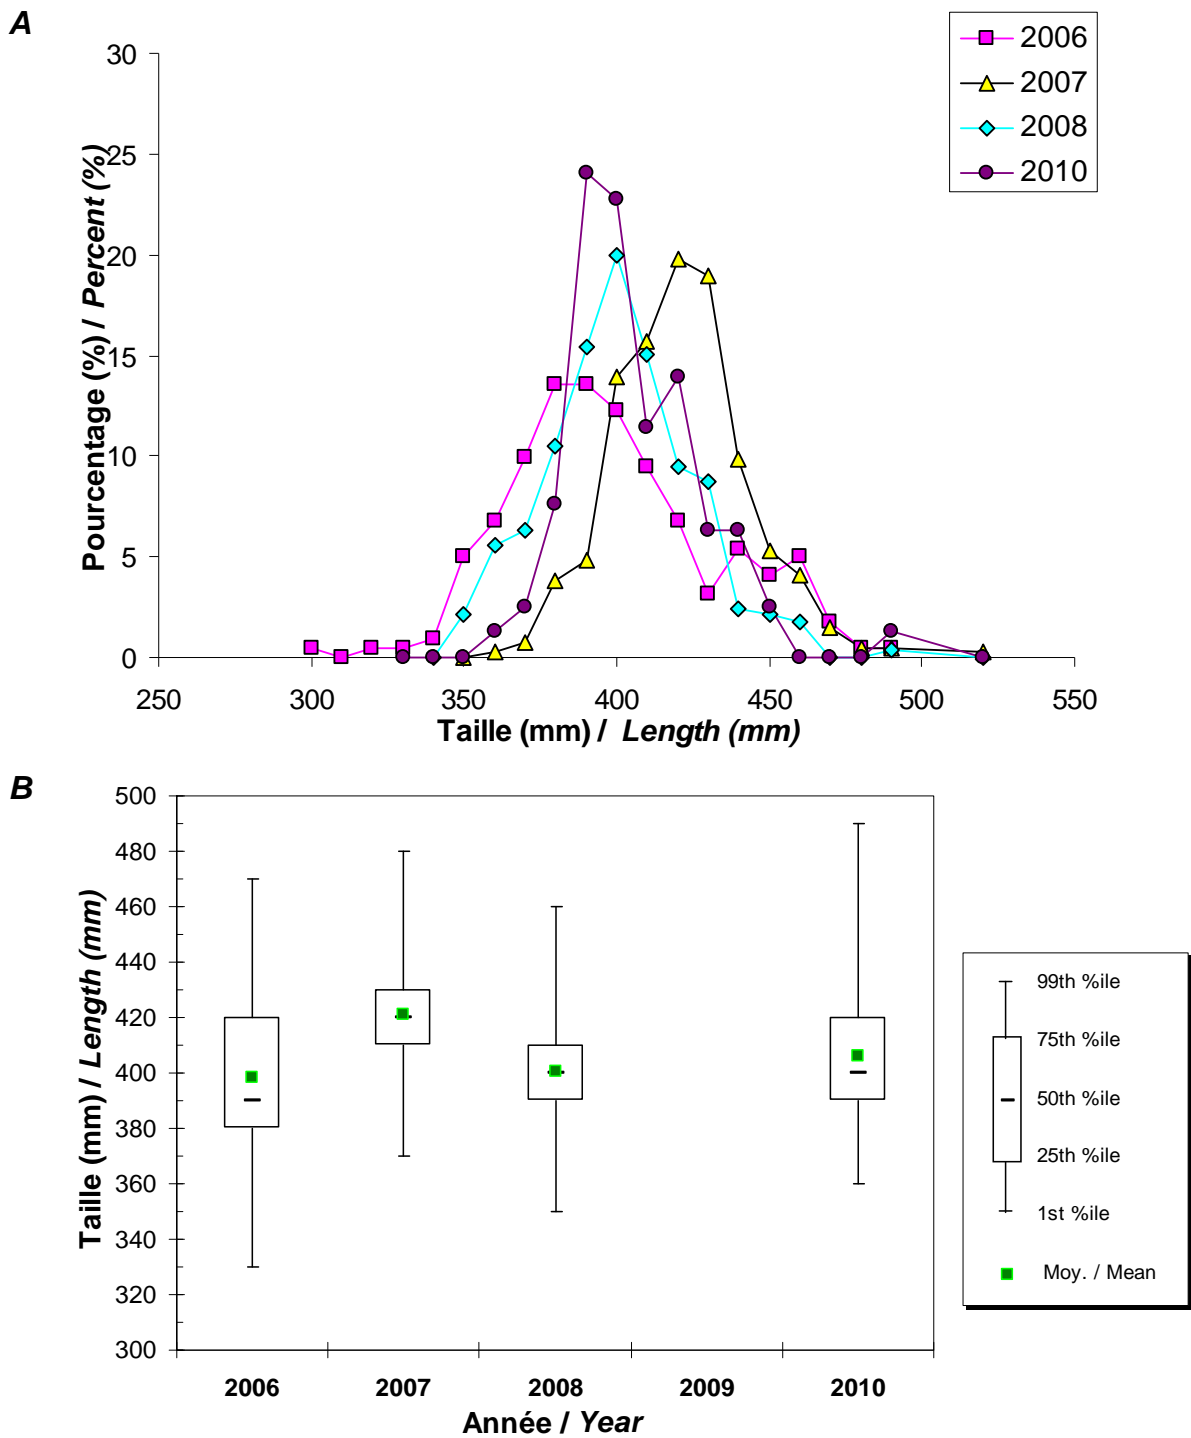 A
2006
2007
2008
2010
30
25
20
15
10
5
0
Pourcentage (%) / Percent (%)
250 300 350 400 450 500 550
Taille (mm) / Length (mm)
B
500
480
460
440
420
400
380
360
340
320
300
Taille (mm) / Length (mm)
2006 2007 2008 2009 2010
Année / Year
99th %ile
75th %ile
50th %ile
25th %ile
1st %ile
Moy. / Mean